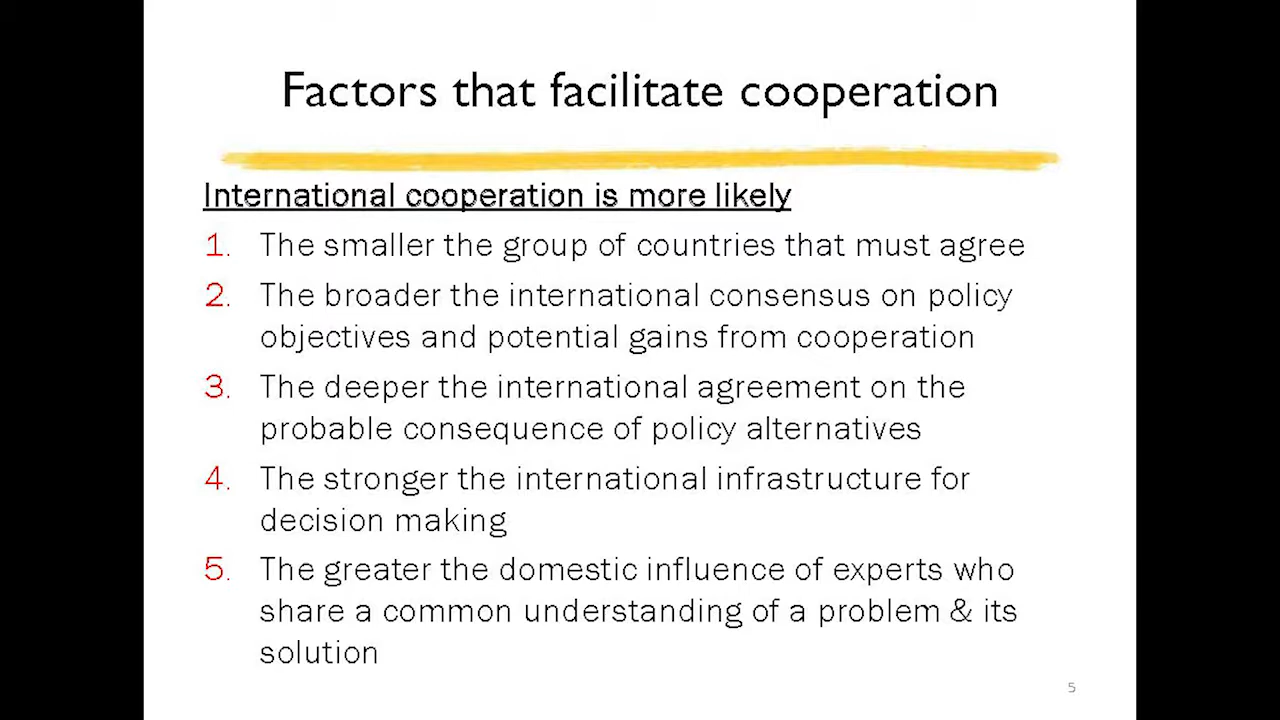 Factors that facilitate cooperation
International cooperation is more likely
1. The smaller the group of countries that must agree
2. The broader the international consensus on policy
objectives and potential gains from cooperation
3. The deeper the international agreement on the
probable consequence of policy alternatives
4. The stronger the international infrastructure for
decision making
5. The greater the domestic influence of experts who
share a common understanding of a problem & its
solution
5